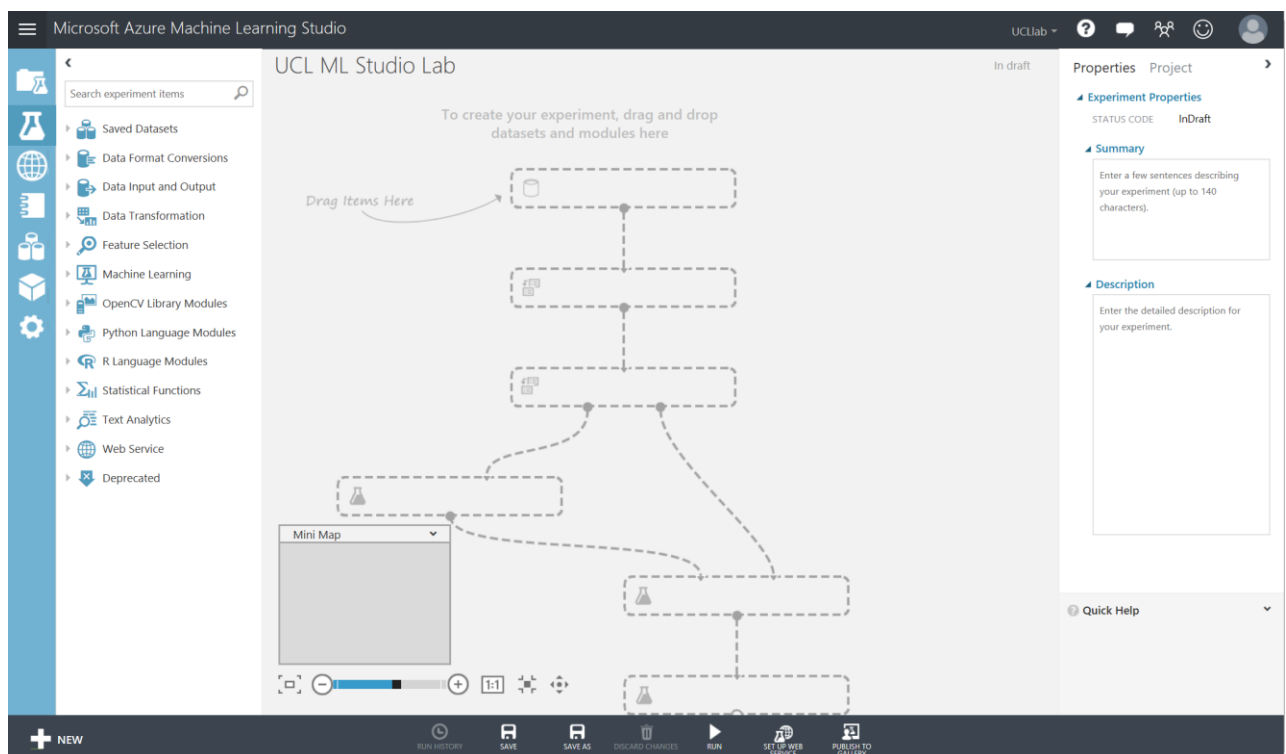 Microsoft Azure Machine Learning Studio
UCLlab
?
UCL ML Studio Lab
In draft
Properties Project
Search experiment items
Saved Datasets
Data Format Conversions
Data Input and Output
Data Transformation
Feature Selection
Machine Learning
OpenCV Library Modules
Python Language Modules
R Language Modules
Statistical Functions
Text Analytics
Web Service
Deprecated
To create your experiment, drag and drop
datasets and modules here
Drag Items Here
Mini Map
1:1
Experiment Properties
STATUS CODE InDraft
Summary
Enter a few sentences describing
your experiment (up to 140
characters).
Description
Enter the detailed description for
your experiment.
Quick Help
NEW
RUN HISTORY
SAVE
SAVE AS
DISCARD CHANGES
RUN
SET UP WEB
SERVICE
PUBLISH TO
GALLERY